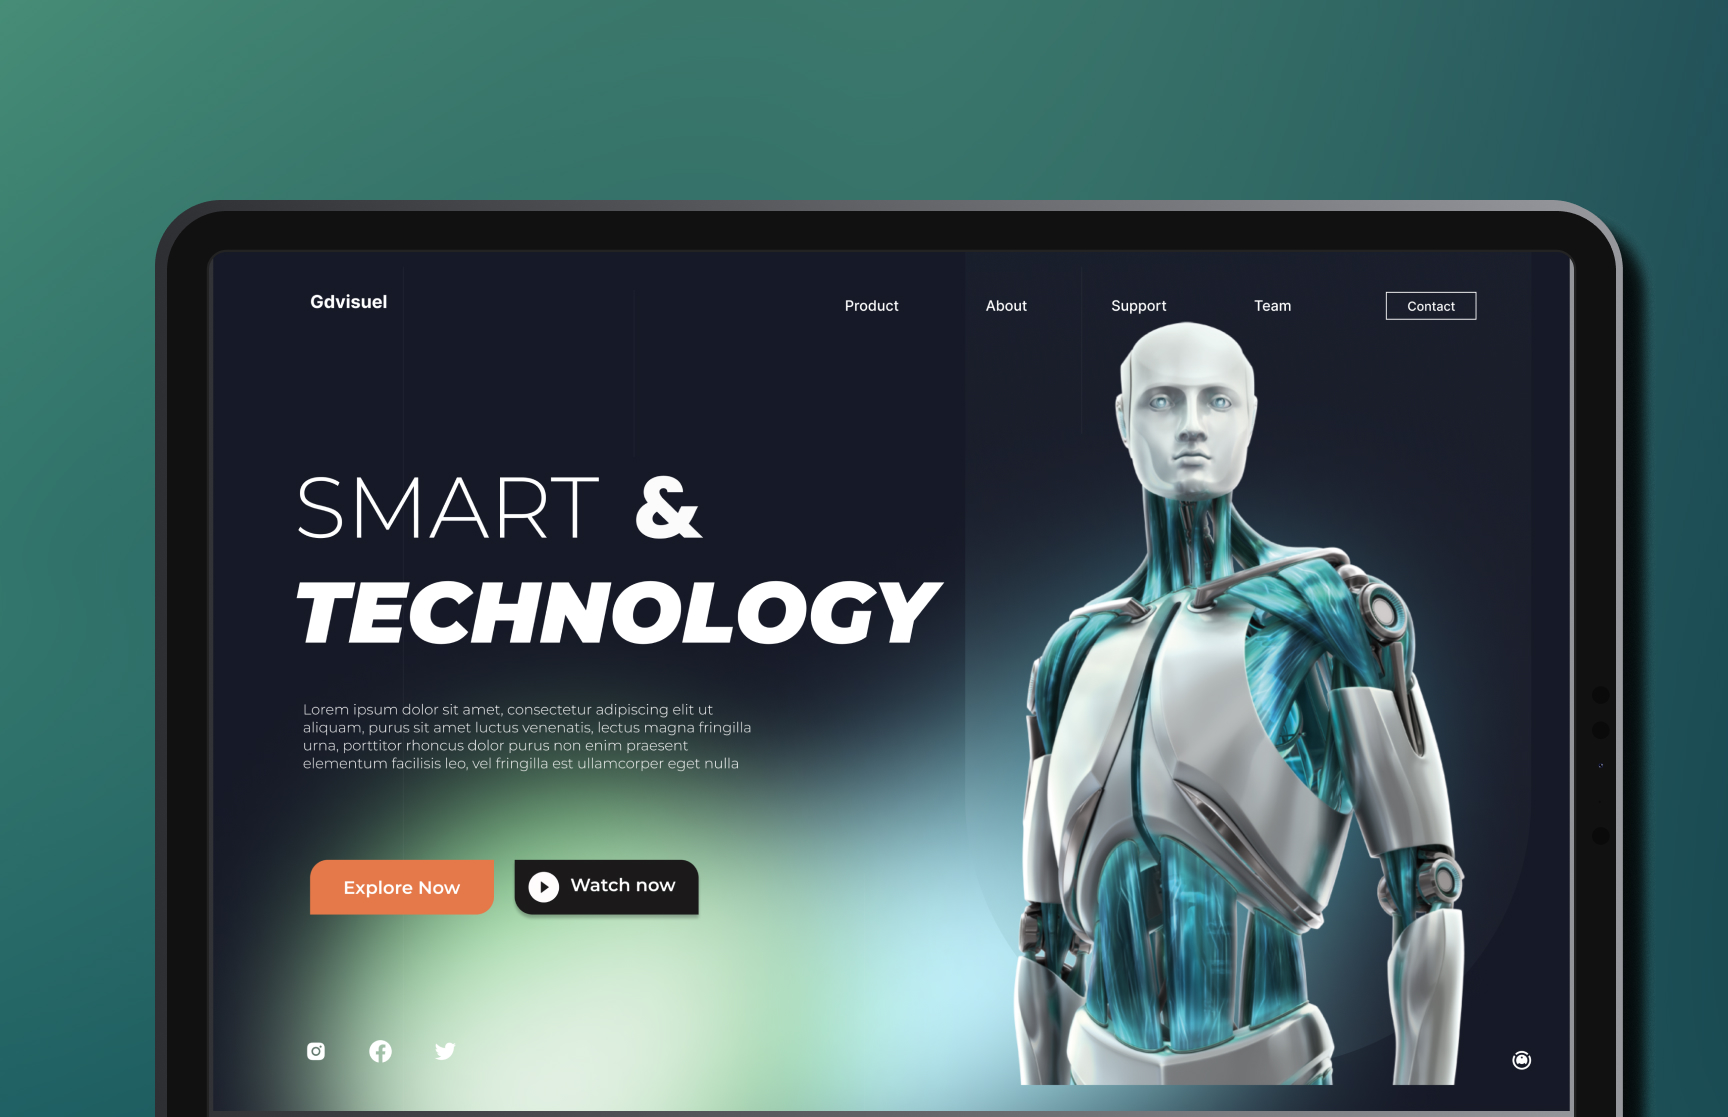 Gdvisuel
Product
About
Support
Team
Contact
SMART &
TECHNOLOGY
Lorem ipsum dolor sit amet, consectetur adipiscing elit ut
aliquam, purus sit amet luctus venenatis, lectus magna fringilla
urna, porttitor rhoncus dolor purus non enim praesent
elementum facilisis leo, vel fringilla est ullamcorper eget nulla
Explore Now
Watch now